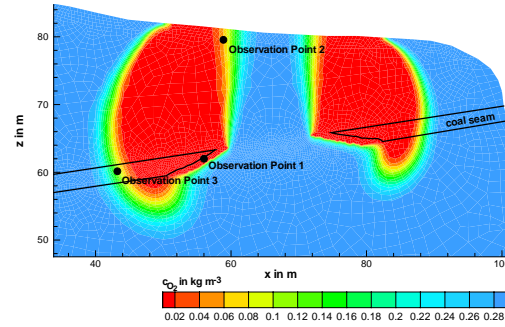 80
70
60
50
z in m
Observation Point 2
coal seam
Observation Point 1
Observation Point 3
40
60
80
10
x in m
cO2 in kg m-3
0.02 0.04 0.06 0.08 0.1 0.12 0.14 0.16 0.18 0.2 0.22 0.24 0.26 0.28